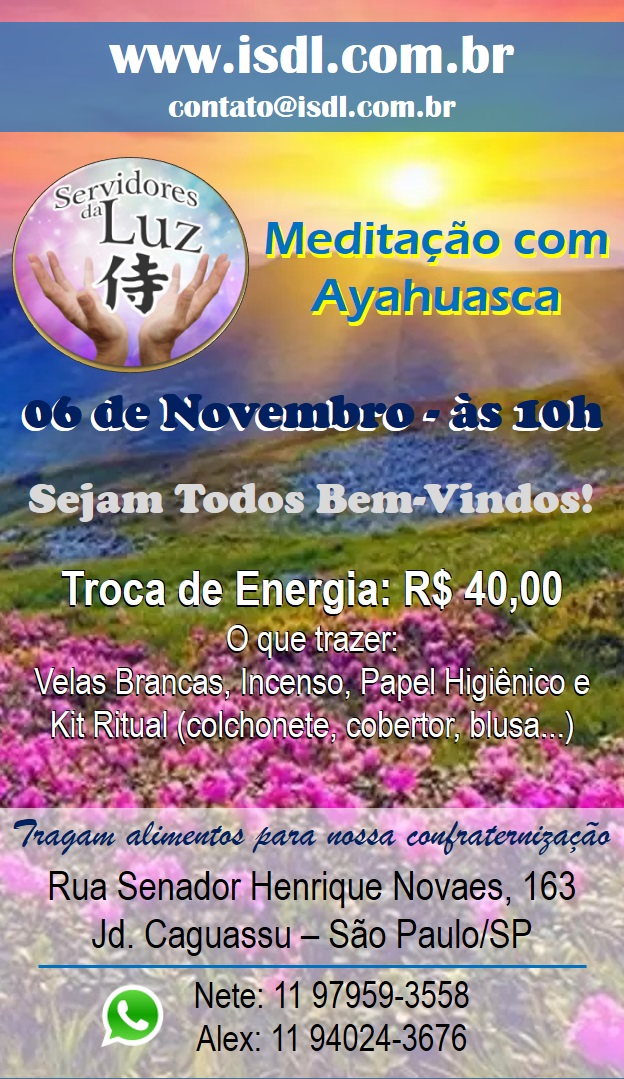 www.isdl.com.br
contato@isdl.com.br
Servidores
da
Luz
侍
Meditação com
Ayahuasca
06 de Novembro - às 10h
Sejam Todos Bem-Vindos!
Troca de Energia: R$ 40,00
O que trazer:
Velas Brancas, Incenso, Papel Higiênico e
Kit Ritual (colchonete, cobertor, blusa...)
Tragam alimentos para nossa confraternização
Rua Senador Henrique Novaes, 163
Jd. Caguassu – São Paulo/SP
Nete: 11 97959-3558
Alex: 11 94024-3676